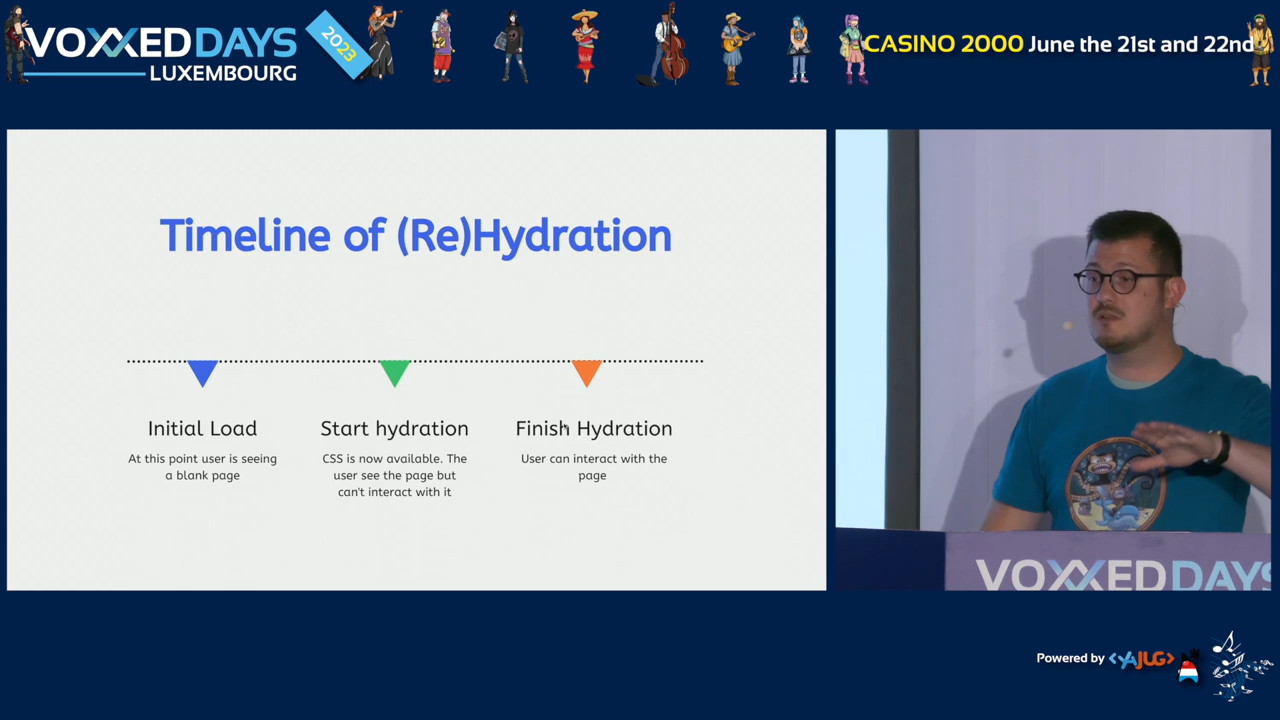 VOXXEDDAYS
LUXEMBOURG
2023
CASINO 2000 June the 21st and 22nd
Timeline of (Re)Hydration
Initial Load
At this point user is seeing
a blank page
Start hydration
CSS is now available. The
user see the page but
can't interact with it
Finish Hydration
User can interact with the
page
VOXXEDDAYS
Powered by <YAJUG>